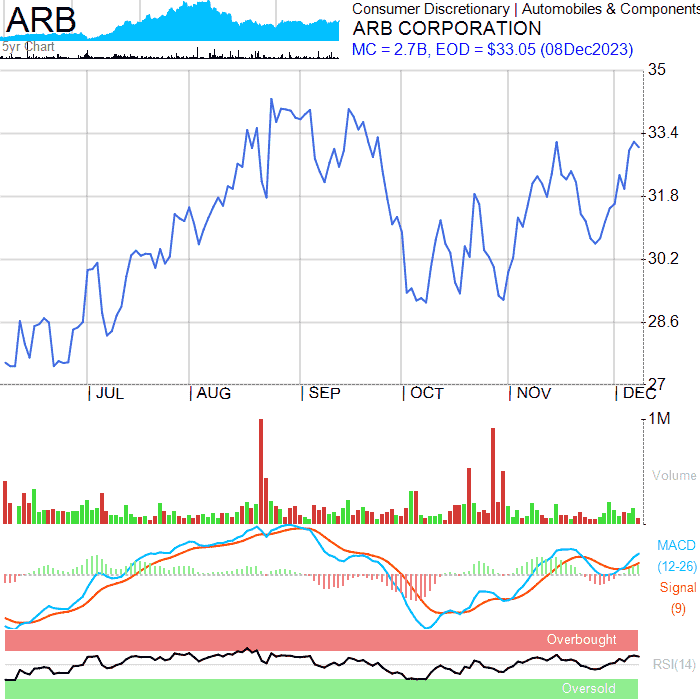 ARB
5yr Chart
Consumer Discretionary | Automobiles & Components
ARB CORPORATION
MC = 2.7B, EOD = $33.05 (08Dec2023)
35
33.4
31.8
30.2
28.6
27
JUL
AUG
SEP
OCT
NOV
DEC
1M
Volume
MACD
(12-26)
Signal
(9)
Overbought
RSI(14)
Oversold